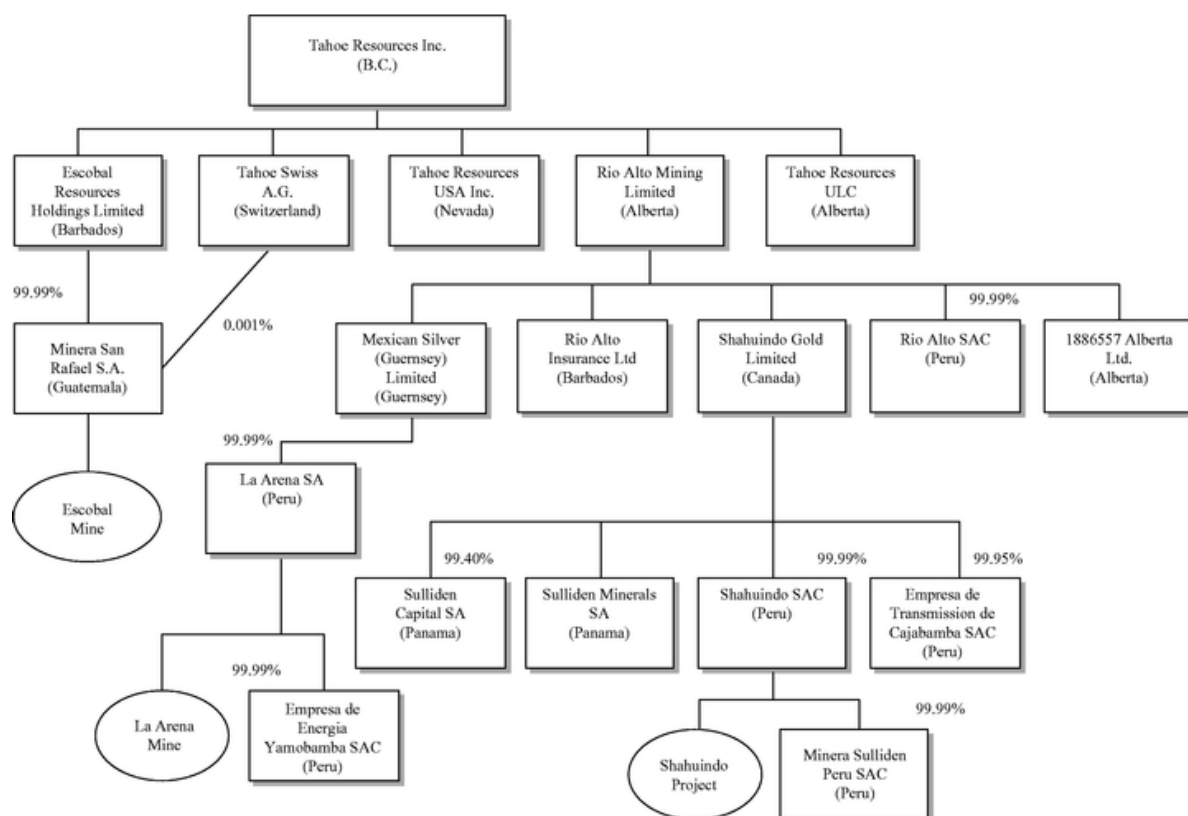 Tahoe Resources Inc.
(B.C.)
Escobal
Resources
Holdings Limited
(Barbados)
Tahoe Swiss
A.G.
(Switzerland)
Tahoe Resources
USA Inc.
(Nevada)
Rio Alto Mining
Limited
(Alberta)
Tahoe Resources
ULC
(Alberta)
99.99%
0.001%
99.99%
Minera San
Rafael S.A.
(Guatemala)
Mexican Silver
(Guernsey)
Limited
(Guernsey)
Rio Alto
Insurance Ltd
(Barbados)
Shahuindo Gold
Limited
(Canada)
Rio Alto SAC
(Peru)
1886557 Alberta
Ltd.
(Alberta)
99.99%
La Arena SA
(Peru)
Escobal
Mine
99.40%
99.99%
99.95%
Sulliden
Capital SA
(Panama)
Sulliden Minerals
SA
(Panama)
Shahuindo SAC
(Peru)
Empresa de
Transmission de
Cajabamba SAC
(Peru)
99.99%
La Arena
Mine
Empresa de
Energia
Yamobamba SAC
(Peru)
99.99%
Shahuindo
Project
Minera Sulliden
Peru SAC
(Peru)